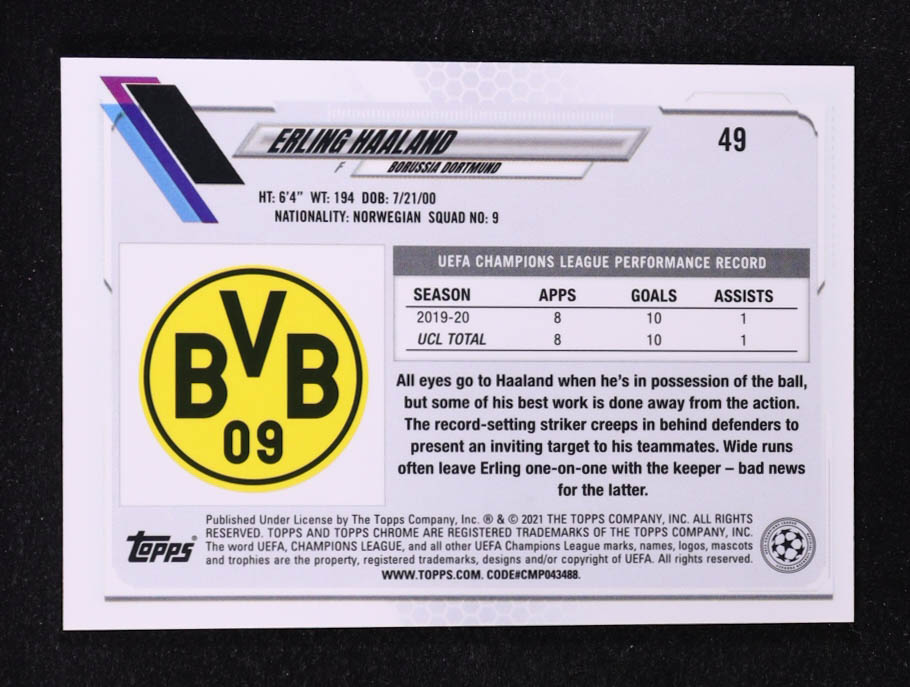 ERLING HAALAND
49
F BORUSSIA DORTMUND
HT: 6'4" WT: 194 DOB: 7/21/00
NATIONALITY: NORWEGIAN SQUAD NO: 9
BVB
09
UEFA CHAMPIONS LEAGUE PERFORMANCE RECORD
SEASON APPS GOALS ASSISTS
2019-20 8 10 1
UCL TOTAL 8 10 1
All eyes go to Haaland when he's in possession of the ball,
but some of his best work is done away from the action.
The record-setting striker creeps in behind defenders to
present an inviting target to his teammates. Wide runs
often leave Erling one-on-one with the keeper – bad news
for the latter.
Topps
Published Under License by The Topps Company, Inc. ® & © 2021 THE TOPPS COMPANY, INC. ALL RIGHTS
RESERVED. TOPPS AND TOPPS CHROME ARE REGISTERED TRADEMARKS OF THE TOPPS COMPANY, INC.
The word UEFA, CHAMPIONS LEAGUE, and all other UEFA Champions League marks, names, logos, mascots
and trophies are the property, registered trademarks, designs and/or copyright of UEFA. All rights reserved.
WWW.TOPPS.COM. CODE#CMP043488.